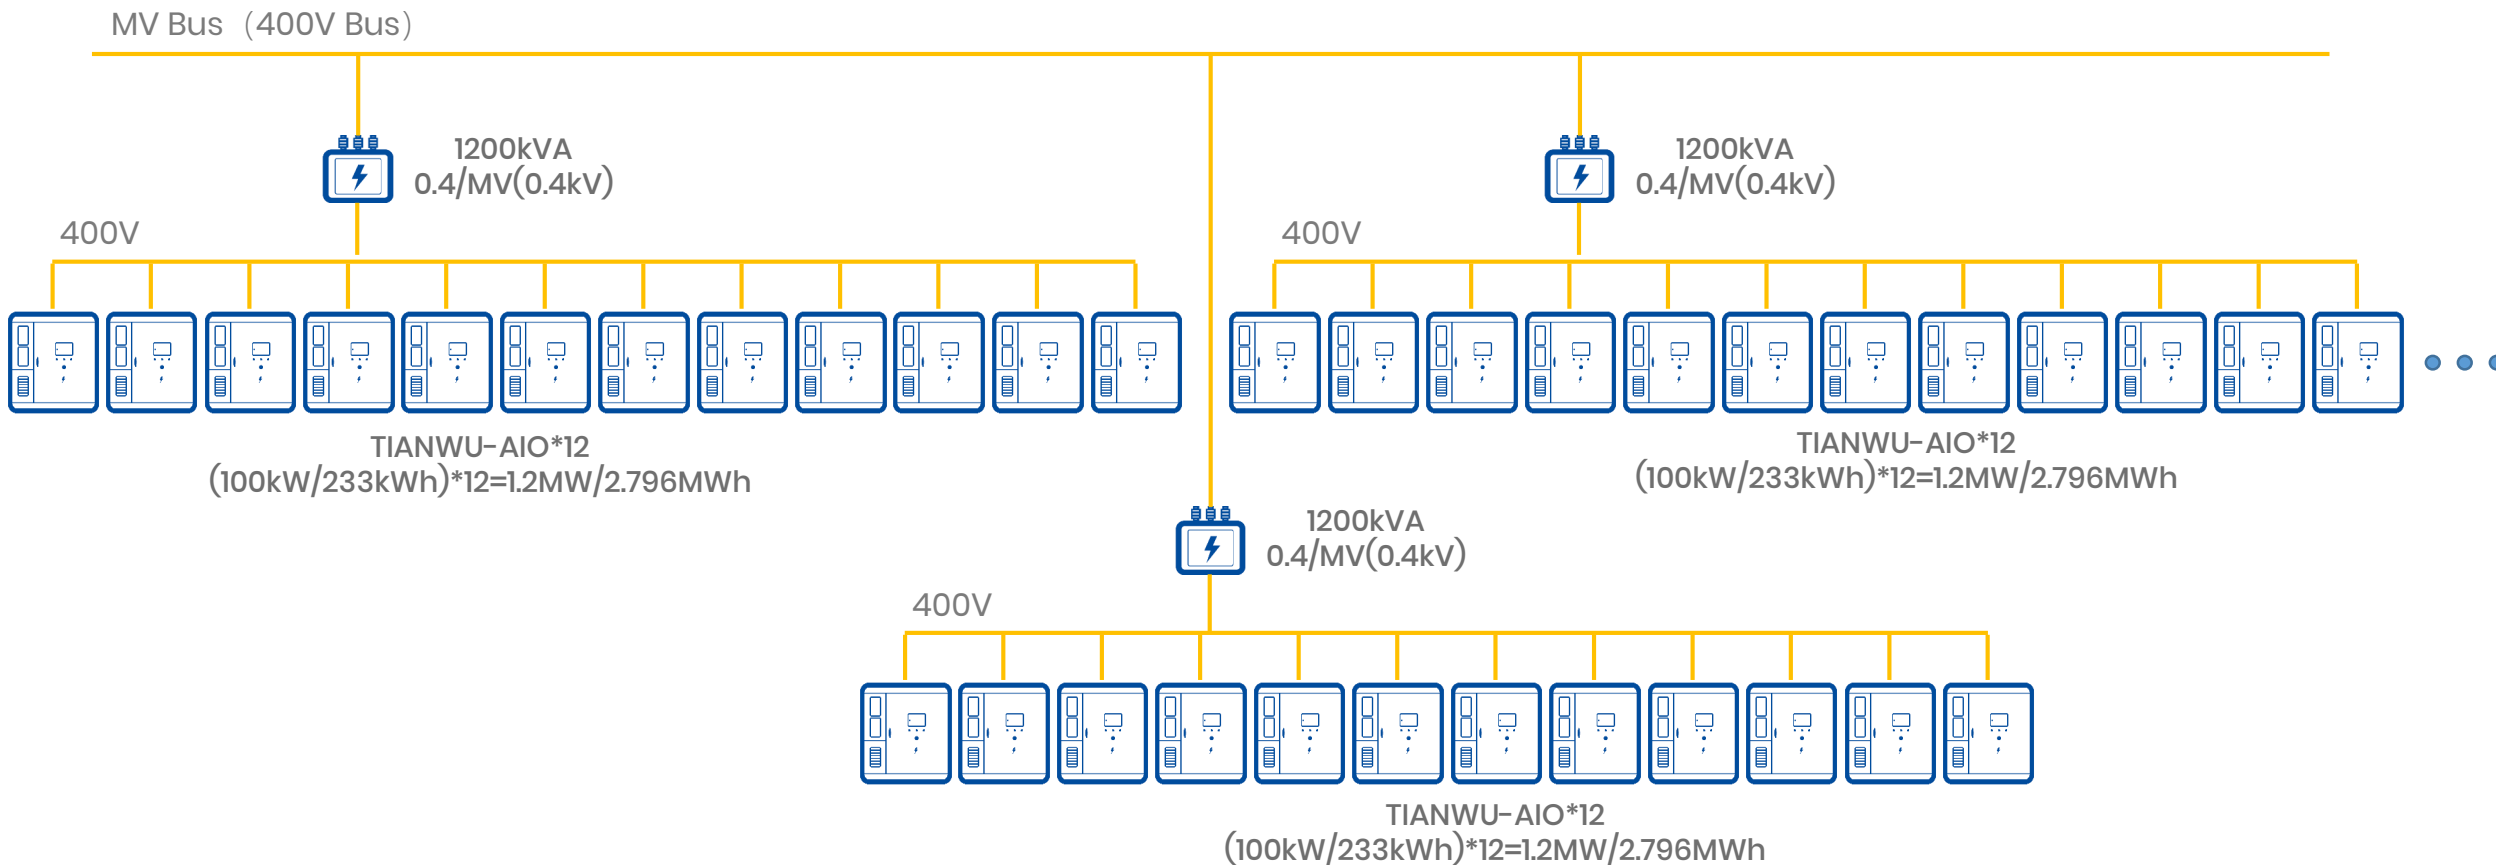 MV Bus（400V Bus）
1200kVA
0.4/MV(0.4kV)
1200kVA
0.4/MV(0.4kV)
400V
400V
TIANWU-AIO*12
(100kW/233kWh)*12=1.2MW/2.796MWh
TIANWU-AIO*12
(100kW/233kWh)*12=1.2MW/2.796MWh
1200kVA
0.4/MV(0.4kV)
400V
TIANWU-AIO*12
(100kW/233kWh)*12=1.2MW/2.796MWh